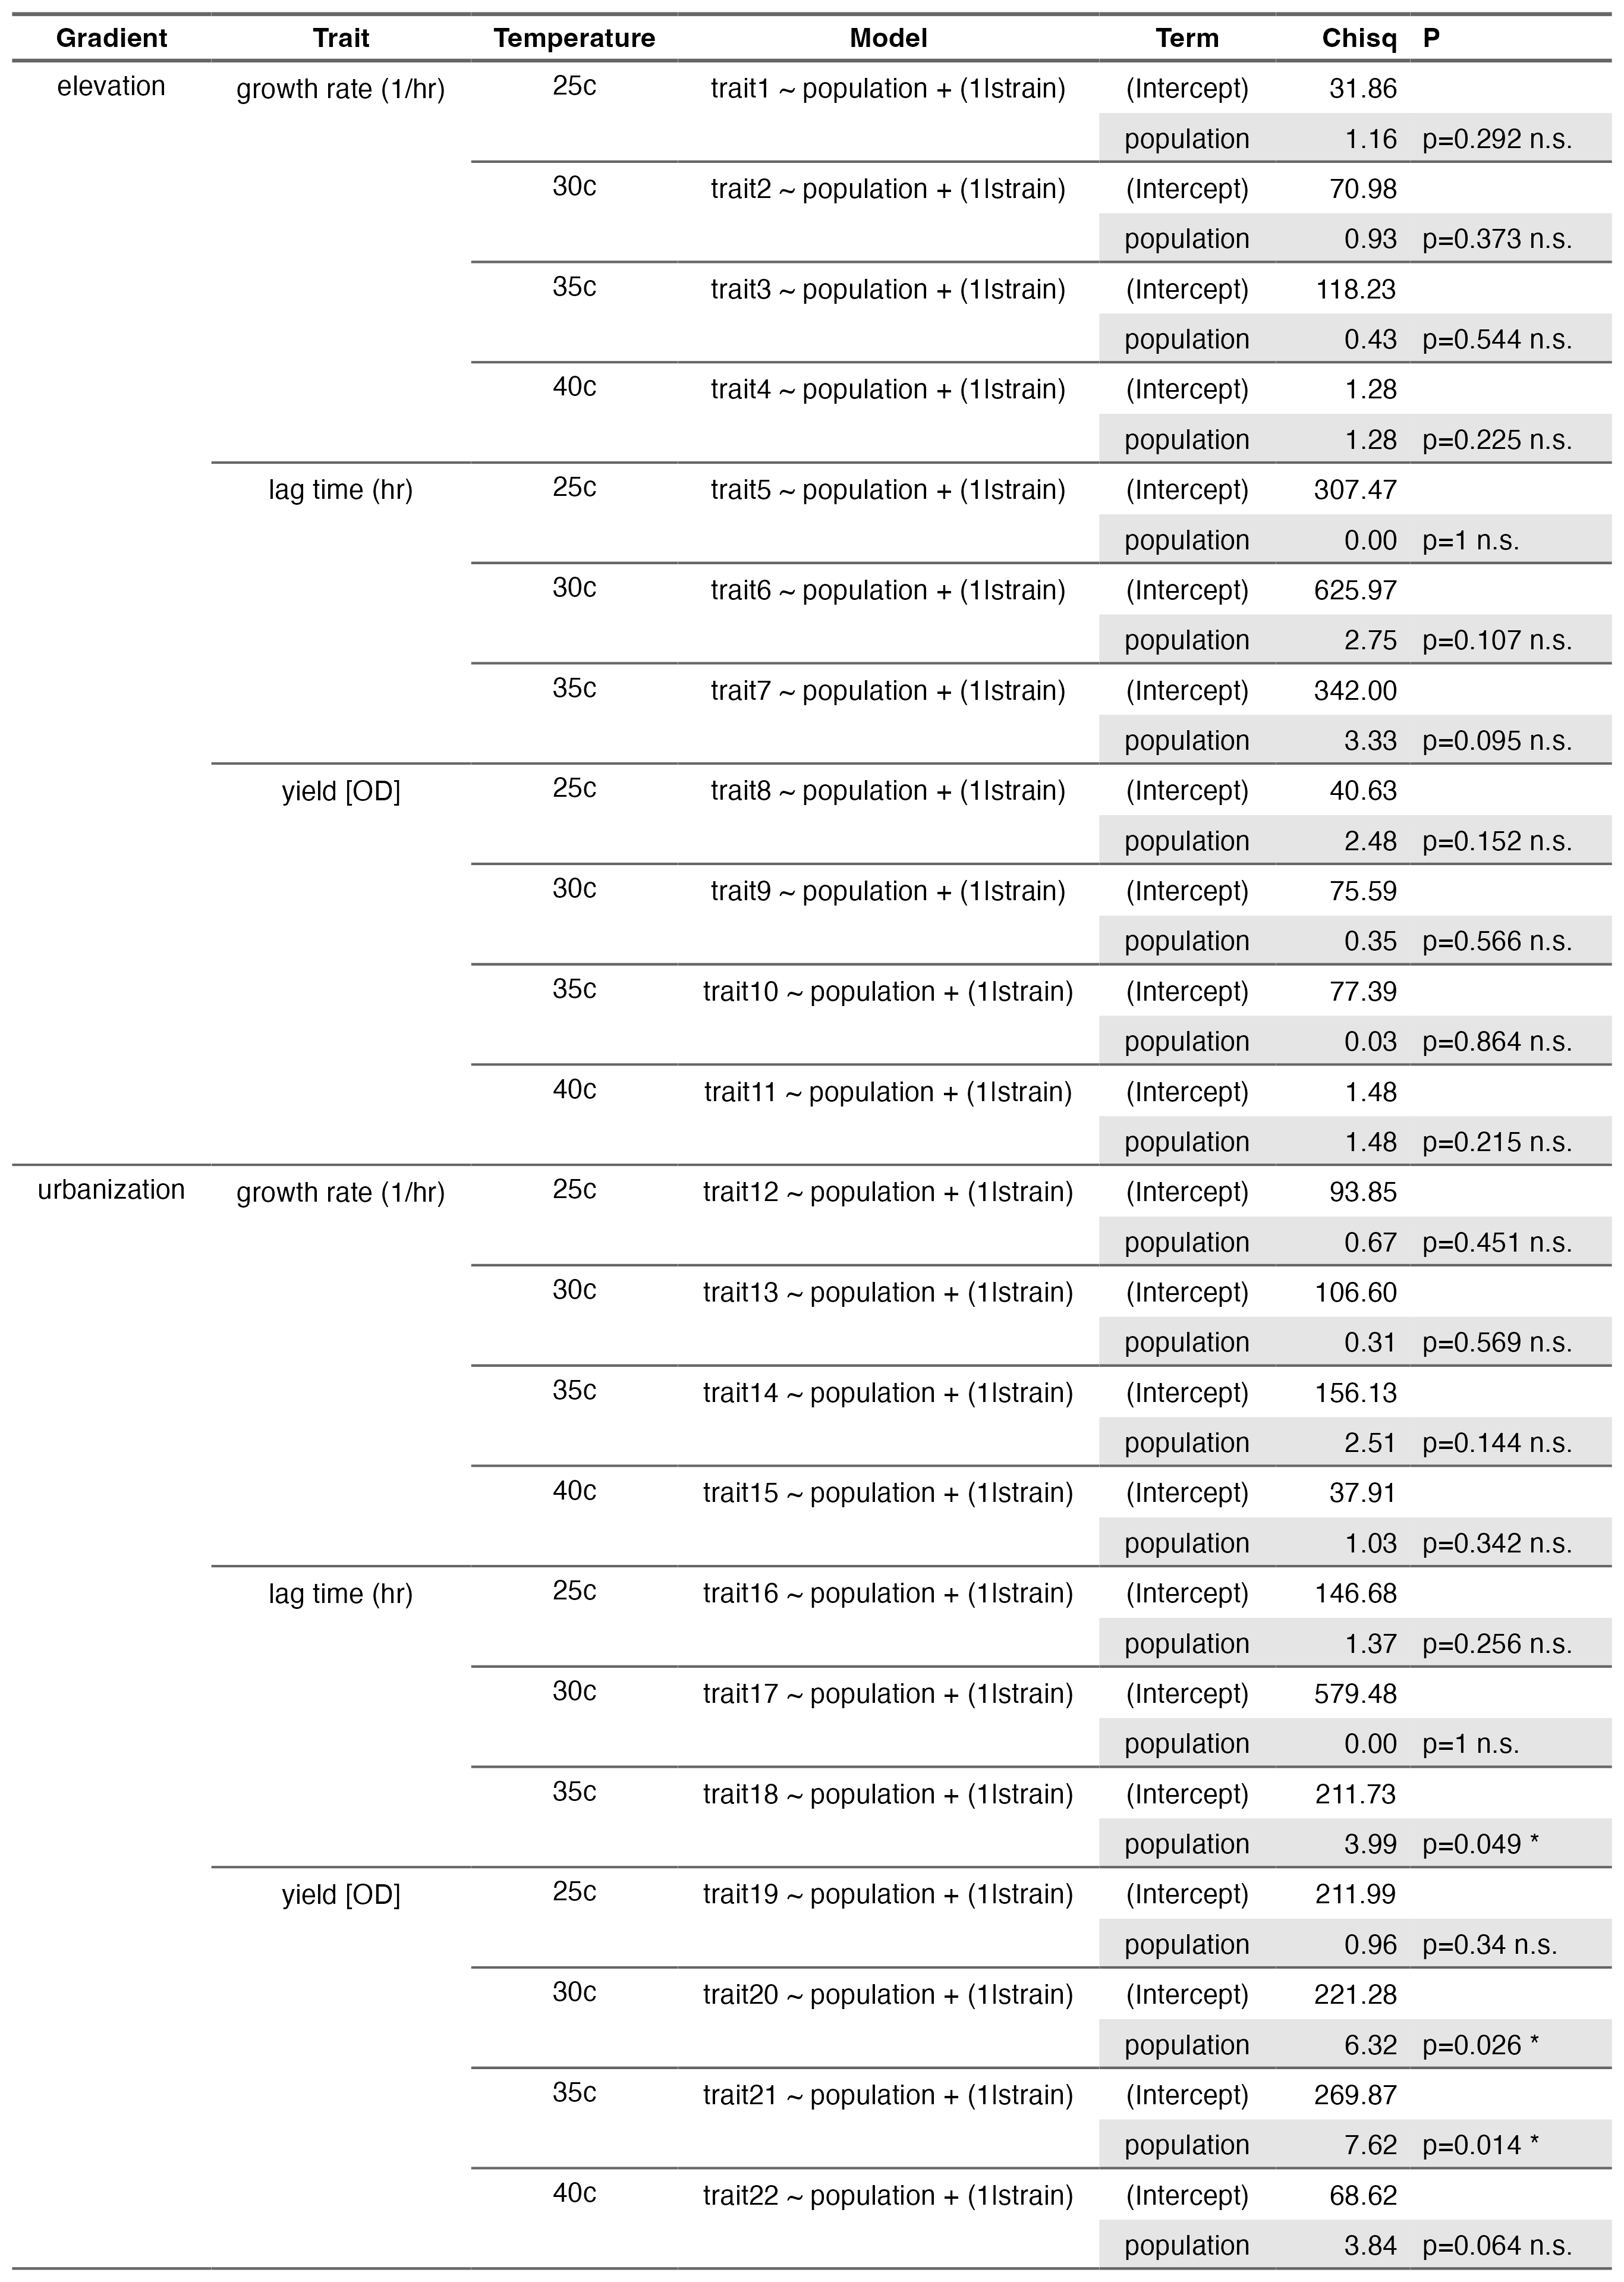 Gradient Trait Temperature Model Term Chisq P
elevation growth rate (1/hr) 25c trait1 ~ population + (1|strain) (Intercept) 31.86
population 1.16 p=0.292 n.s.
30c trait2 ~ population + (1|strain) (Intercept) 70.98
population 0.93 p=0.373 n.s.
35c trait3 ~ population + (1|strain) (Intercept) 118.23
population 0.43 p=0.544 n.s.
40c trait4 ~ population + (1|strain) (Intercept) 1.28
population 1.28 p=0.225 n.s.
lag time (hr) 25c trait5 ~ population + (1|strain) (Intercept) 307.47
population 0.00 p=1 n.s.
30c trait6 ~ population + (1|strain) (Intercept) 625.97
population 2.75 p=0.107 n.s.
35c trait7 ~ population + (1|strain) (Intercept) 342.00
population 3.33 p=0.095 n.s.
yield [OD] 25c trait8 ~ population + (1|strain) (Intercept) 40.63
population 2.48 p=0.152 n.s.
30c trait9 ~ population + (1|strain) (Intercept) 75.59
population 0.35 p=0.566 n.s.
35c trait10 ~ population + (1|strain) (Intercept) 77.39
population 0.03 p=0.864 n.s.
40c trait11 ~ population + (1|strain) (Intercept) 1.48
population 1.48 p=0.215 n.s.
urbanization growth rate (1/hr) 25c trait12 ~ population + (1|strain) (Intercept) 93.85
population 0.67 p=0.451 n.s.
30c trait13 ~ population + (1|strain) (Intercept) 106.60
population 0.31 p=0.569 n.s.
35c trait14 ~ population + (1|strain) (Intercept) 156.13
population 2.51 p=0.144 n.s.
40c trait15 ~ population + (1|strain) (Intercept) 37.91
population 1.03 p=0.342 n.s.
lag time (hr) 25c trait16 ~ population + (1|strain) (Intercept) 146.68
population 1.37 p=0.256 n.s.
30c trait17 ~ population + (1|strain) (Intercept) 579.48
population 0.00 p=1 n.s.
35c trait18 ~ population + (1|strain) (Intercept) 211.73
population 3.99 p=0.049 *
yield [OD] 25c trait19 ~ population + (1|strain) (Intercept) 211.99
population 0.96 p=0.34 n.s.
30c trait20 ~ population + (1|strain) (Intercept) 221.28
population 6.32 p=0.026 *
35c trait21 ~ population + (1|strain) (Intercept) 269.87
population 7.62 p=0.014 *
40c trait22 ~ population + (1|strain) (Intercept) 68.62
population 3.84 p=0.064 n.s.